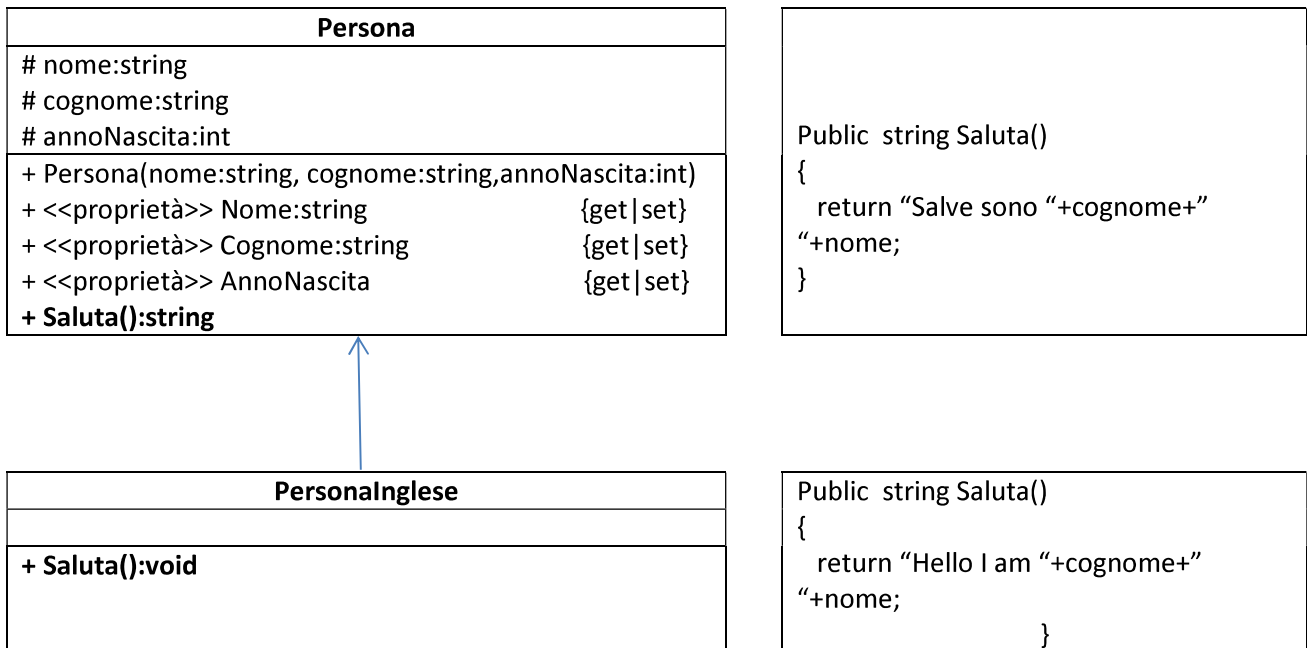 Persona
# nome:string
# cognome:string
# annoNascita:int
+ Persona(nome:string, cognome:string,annoNascita:int)
+ <<proprietà>> Nome:string {get|set}
+ <<proprietà>> Cognome:string {get|set}
+ <<proprietà>> AnnoNascita {get|set}
+ Saluta():string
Public  string Saluta()
{
return “Salve sono “+cognome+”
“+nome;
}
PersonaInglese
+ Saluta():void
Public  string Saluta()
{
return “Hello I am “+cognome+”
“+nome;
}